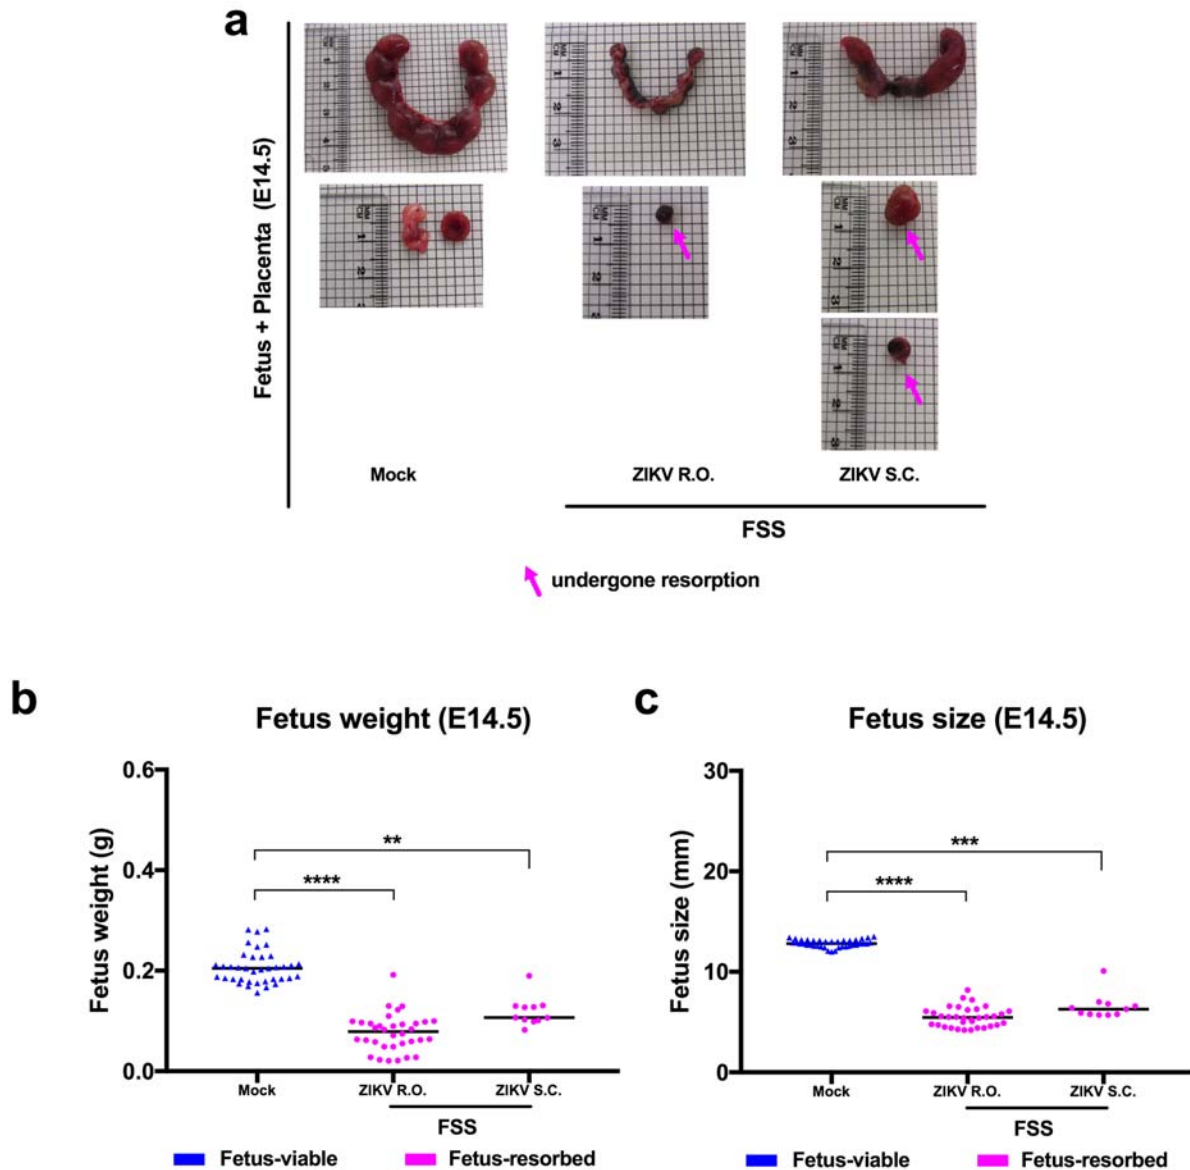 a
Fetus + Placenta (E14.5)
Mock
ZIKV R.O.
ZIKV S.C.
FSS
undergone resorption
b
Fetus weight (E14.5)
Fetus weight (g)
0.6
0.4
0.2
0.0
**
****
Mock
ZIKV R.O.
ZIKV S.C.
FSS
Fetus-viable
Fetus-resorbed
c
Fetus size (E14.5)
Fetus size (mm)
30
20
10
0
***
****
Mock
ZIKV R.O.
ZIKV S.C.
FSS
Fetus-viable
Fetus-resorbed